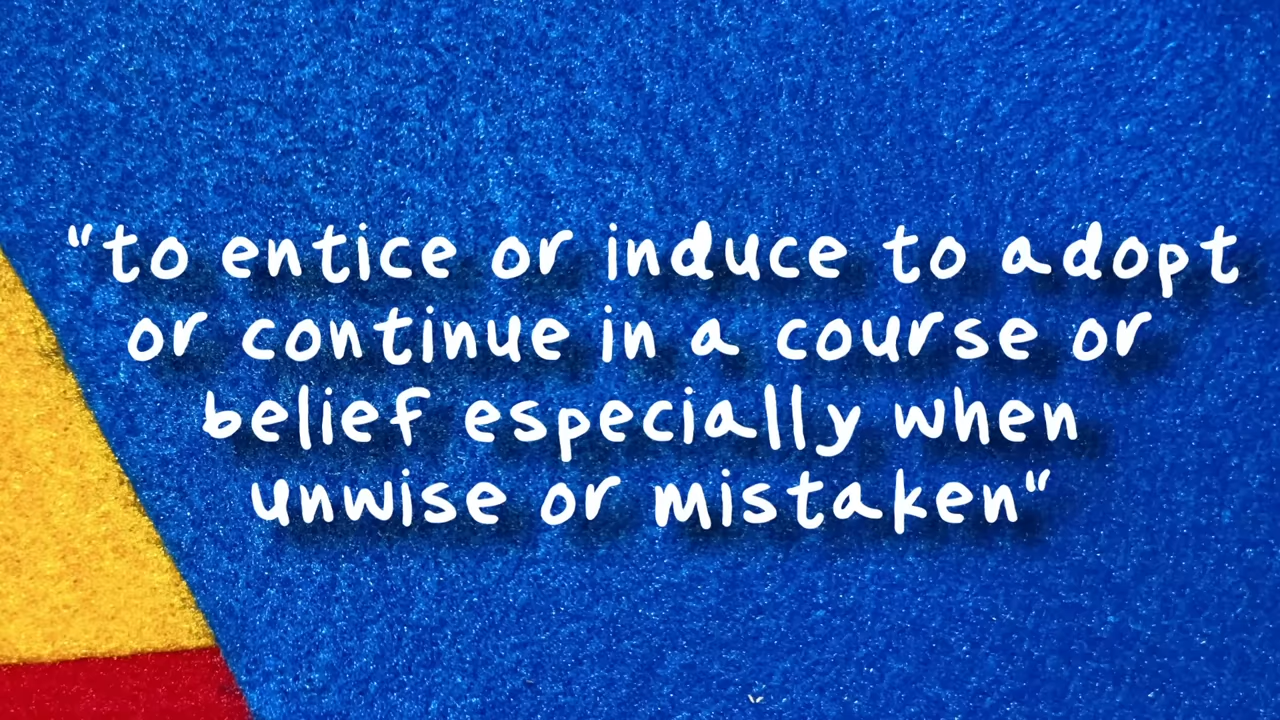 "to entice or induce to adopt
or continue in a course or
belief especially when
unwise or mistaken"